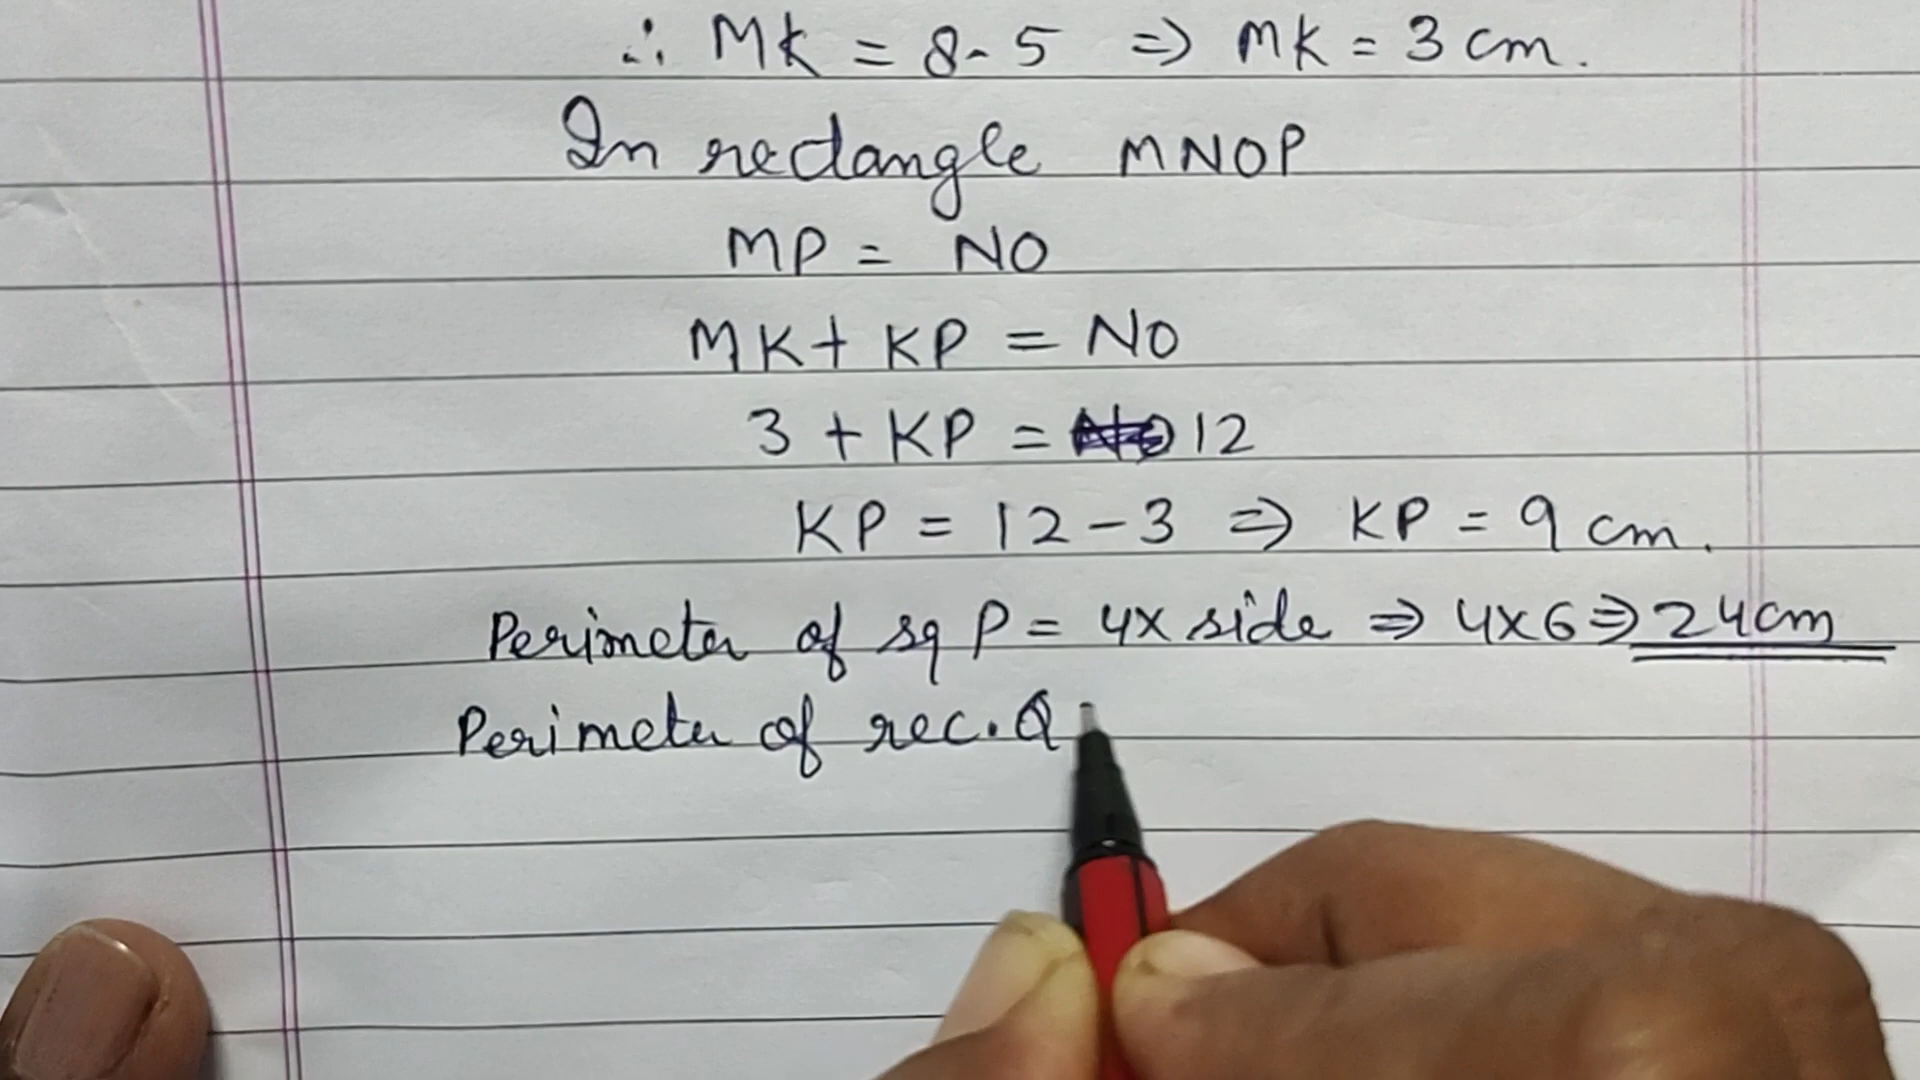 ∴ MK = 8-5 ⇒ MK = 3 cm.
In rectangle MNOP
MP = NO
MK + KP = NO
3 + KP = 12
KP = 12 - 3 ⇒ KP = 9 cm.
Perimeter of sq P = 4x side ⇒ 4x6 ⇒ 24cm
Perimeter of rec. Q